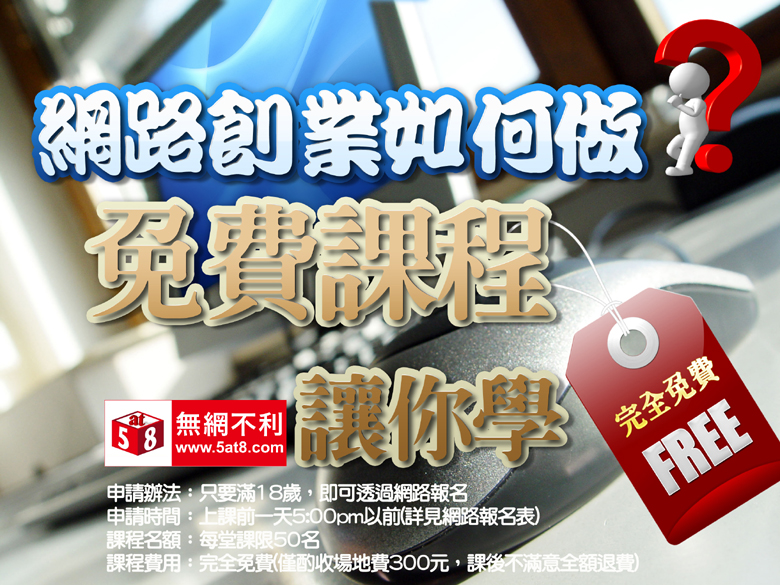 網路創業如何做
?
免費課程
讓你學
完全免費
FREE
5at8
無網不利
www.5at8.com
申請辦法：只要滿18歲，即可透過網路報名
申請時間：上課前一天5:00pm以前(詳見網路報名表)
課程名額：每堂課限50名
課程費用：完全免費(僅酌收場地費300元，課後不滿意全額退費)